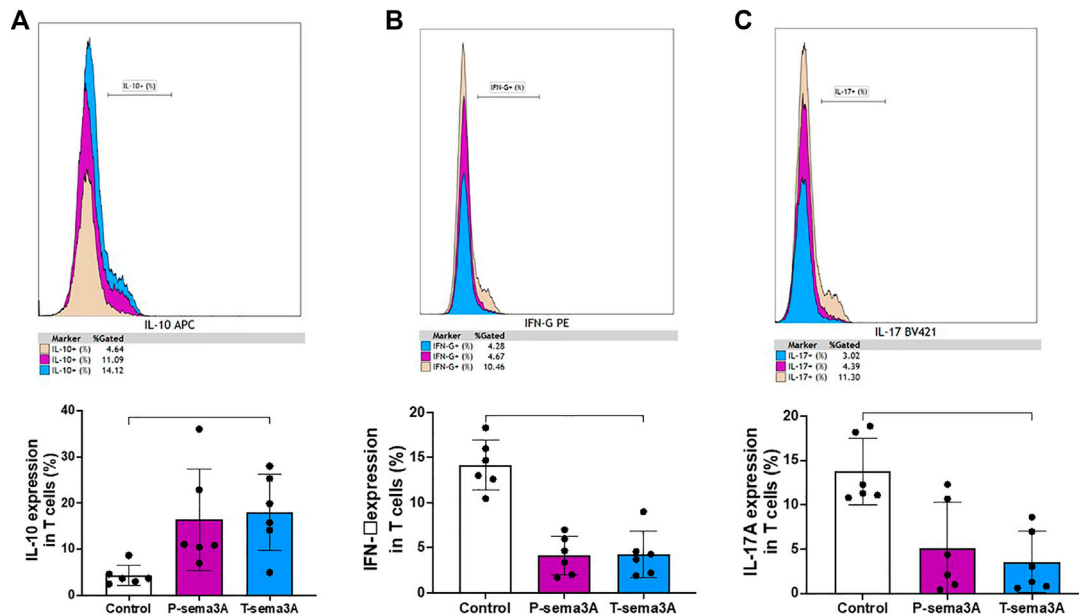 A
IL-10+ (%)
IL-10 APC
Marker %Gated
IL-10+ (%) 4.64
IL-10+ (%) 11.09
IL-10+ (%) 14.12
40
30
20
10
0
IL-10 expression
in T cells (%)
Control P-sema3A T-sema3A
B
IFN-G+ (%)
IFN-G PE
Marker %Gated
IFN-G+ (%) 4.28
IFN-G+ (%) 4.67
IFN-G+ (%) 10.46
20
15
10
5
0
IFN-□expression
in T cells (%)
Control P-sema3A T-sema3A
C
IL-17+ (%)
IL-17 BV421
Marker %Gated
IL-17+ (%) 3.02
IL-17+ (%) 4.39
IL-17+ (%) 11.30
20
15
10
5
0
IL-17A expression
in T cells (%)
Control P-sema3A T-sema3A